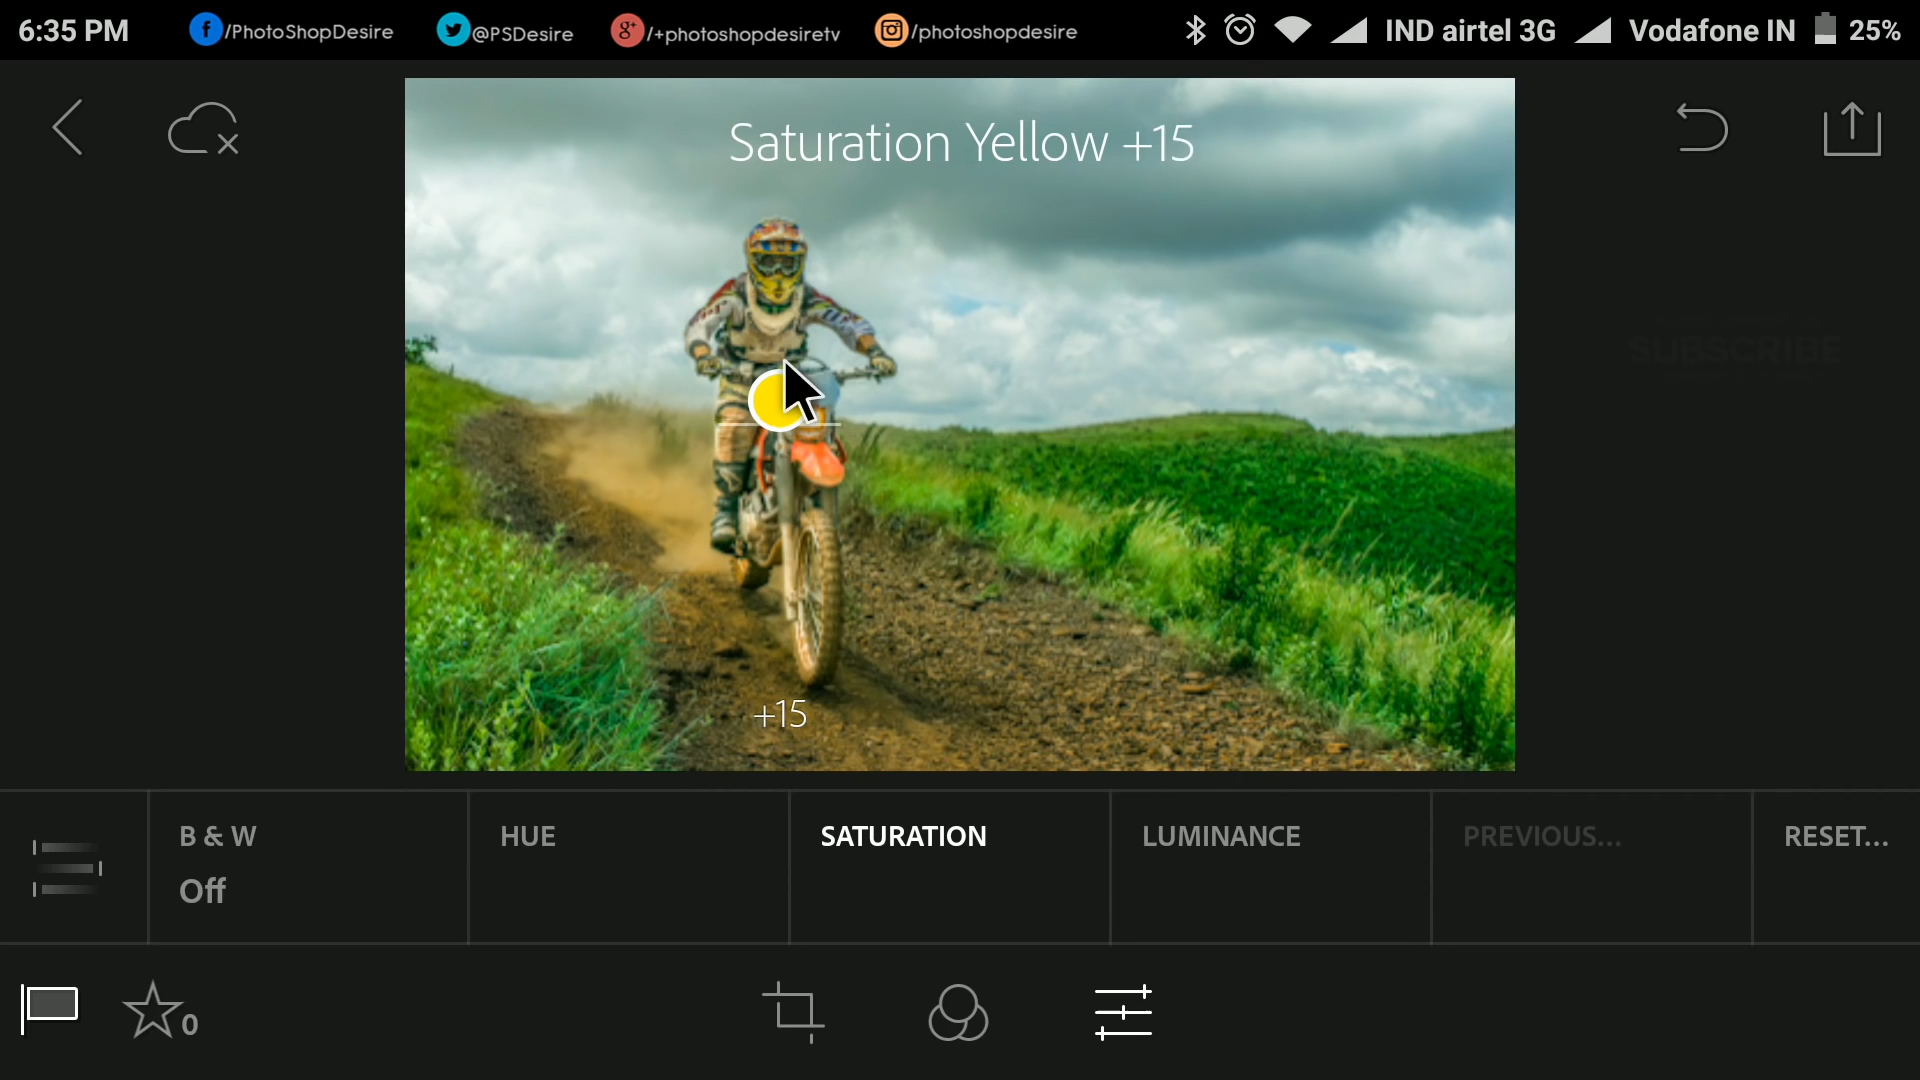 6:35 PM /PhotoShopDesire @PSDesire /+photoshopdesiretv /photoshopdesire IND airtel 3G Vodafone IN 25%
Saturation Yellow +15
SUBSCRIBE
+15
B & W HUE SATURATION LUMINANCE PREVIOUS... RESET...
Off
0